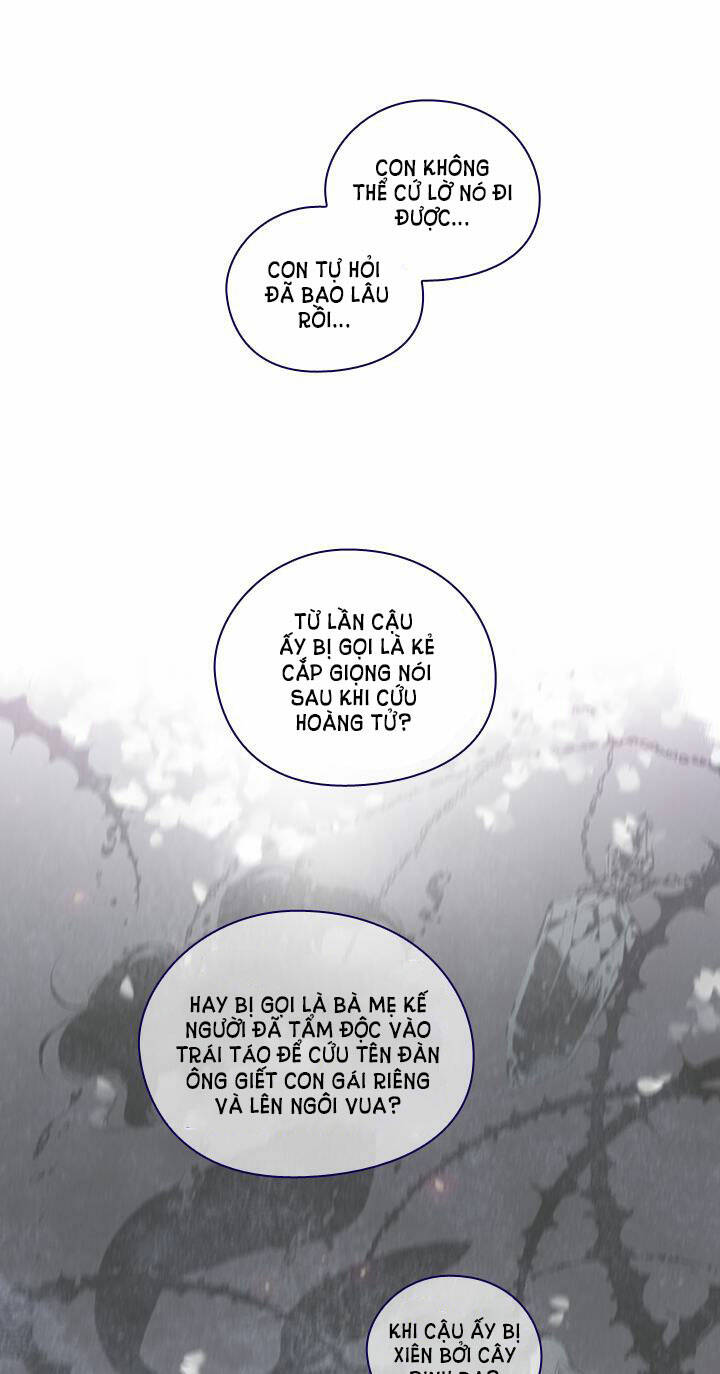 CON KHÔNG
THỂ CỨ LỜ NÓ ĐI
ĐƯỢC...
CON TỰ HỎI
ĐÃ BAO LÂU
RỒI...
TỪ LẦN CẬU
ẤY BỊ GỌI LÀ KẺ
CẮP GIỌNG NÓI
SAU KHI CỨU
HOÀNG TỬ?
HAY BỊ GỌI LÀ BÀ MẸ KẾ
NGƯỜI ĐÃ TẨM ĐỘC VÀO
TRÁI TÁO ĐỂ CỨU TÊN ĐÀN
ÔNG GIẾT CON GÁI RIÊNG
VÀ LÊN NGÔI VUA?
KHI CẬU ẤY BỊ
XIÊN BỞI CÂY